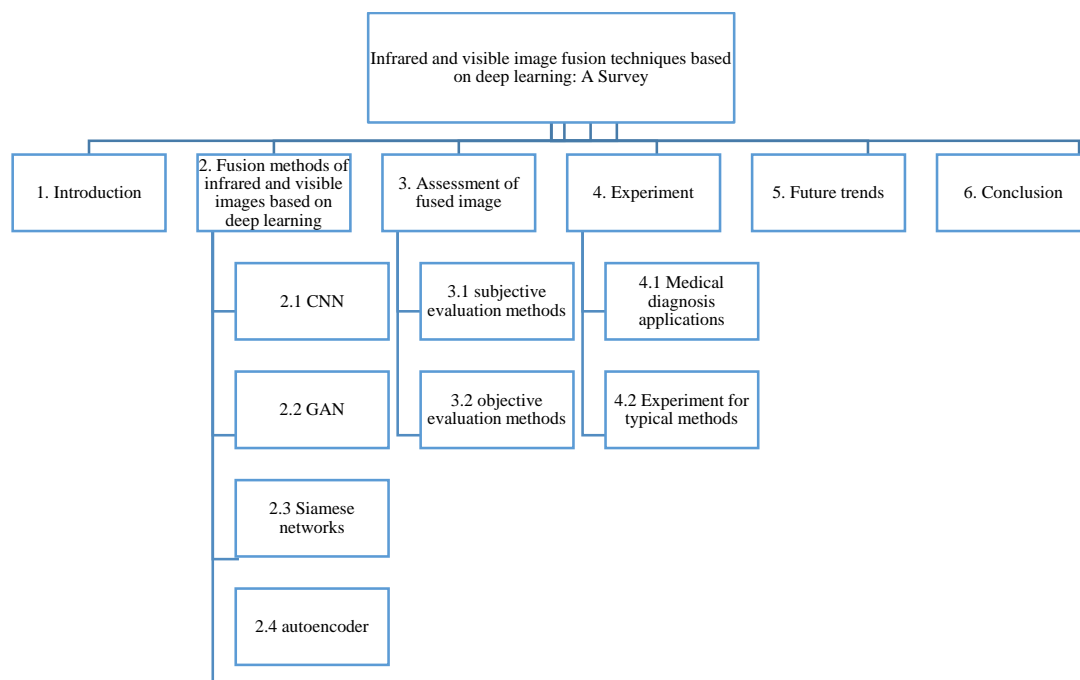 Infrared and visible image fusion techniques based
on deep learning: A Survey
1. Introduction
2. Fusion methods of
infrared and visible
images based on
deep learning
3. Assessment of
fused image
4. Experiment
5. Future trends
6. Conclusion
2.1 CNN
3.1 subjective
evaluation methods
4.1 Medical
diagnosis
applications
2.2 GAN
3.2 objective
evaluation methods
4.2 Experiment for
typical methods
2.3 Siamese
networks
2.4 autoencoder